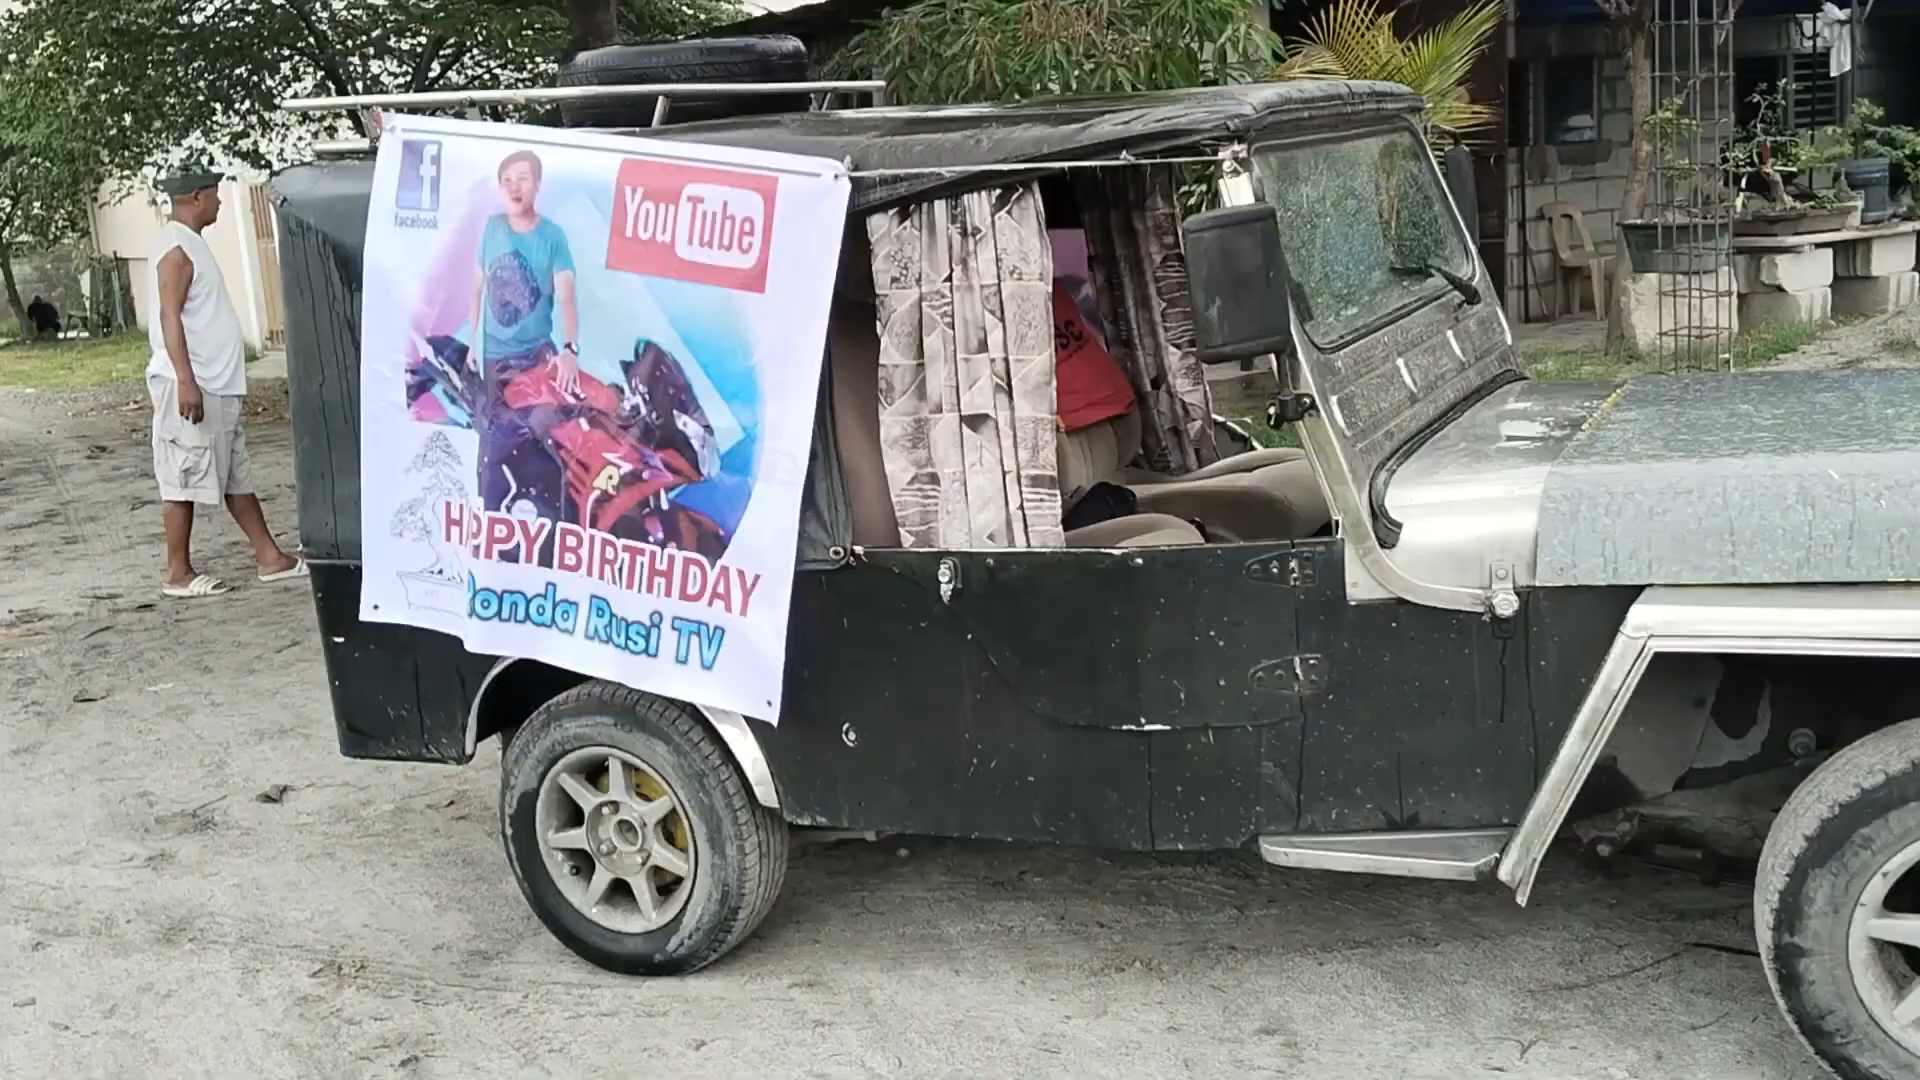 f
facebook
YouTube
HAPPY BIRTHDAY
Ronda Rusi TV